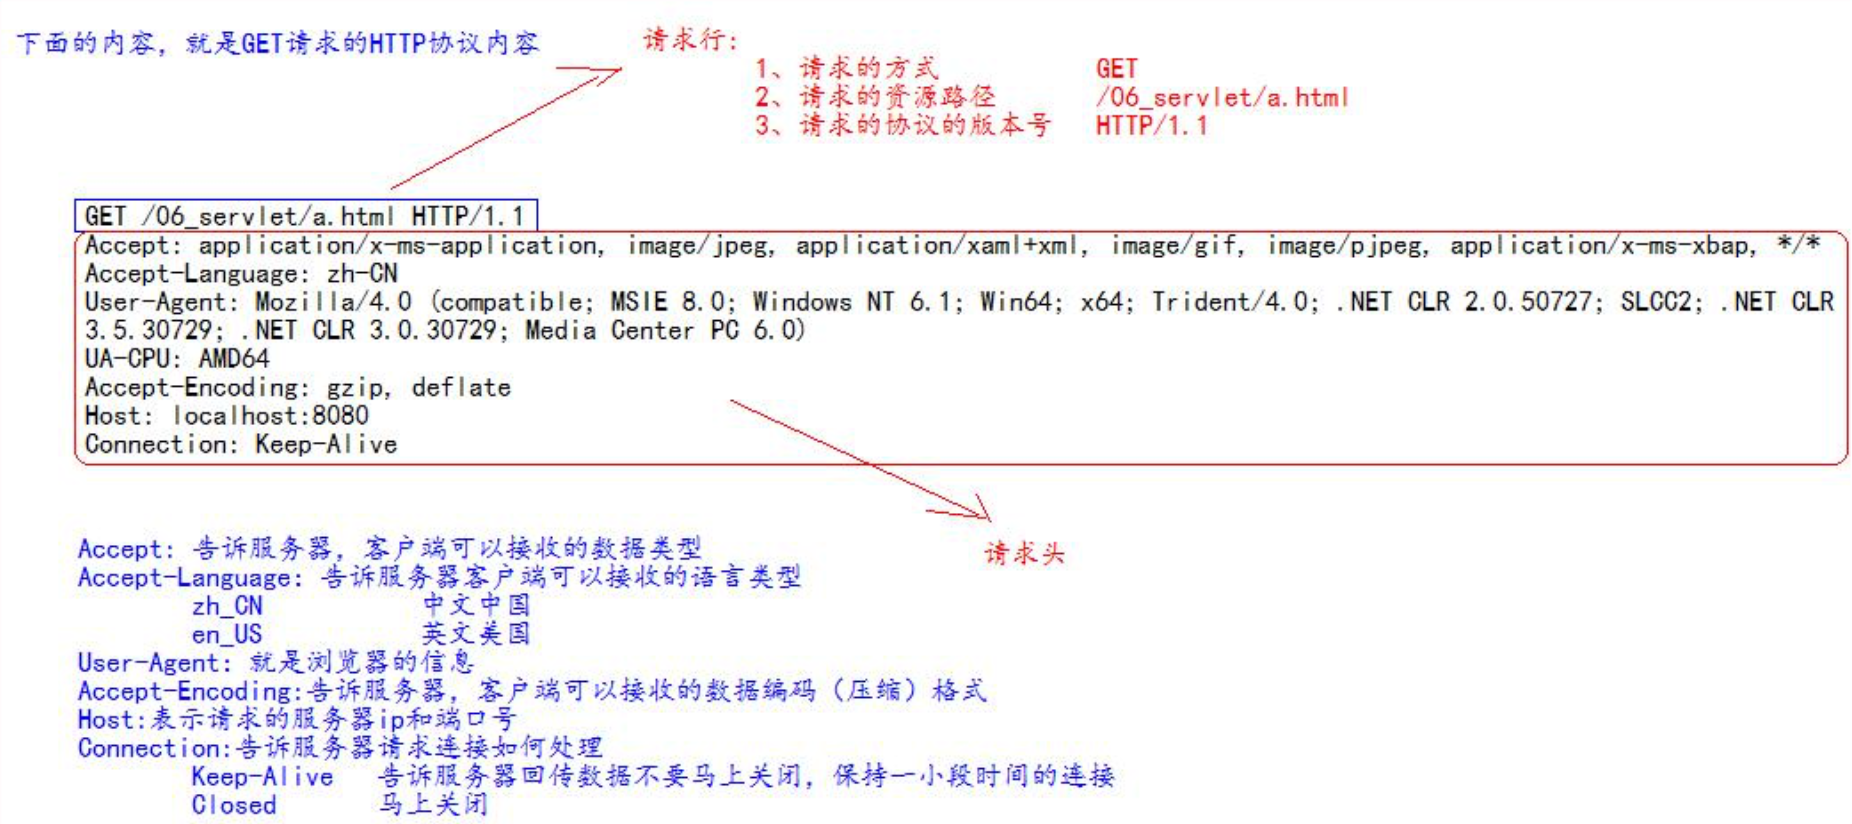 下面的内容，就是GET请求的HTTP协议内容
请求行:
1、请求的方式 GET
2、请求的资源路径 /06_servlet/a.html
3、请求的协议的版本号 HTTP/1.1
GET /06_servlet/a.html HTTP/1.1
Accept: application/x-ms-application, image/jpeg, application/xaml+xml, image/gif, image/pjpeg, application/x-ms-xbap, */*
Accept-Language: zh-CN
User-Agent: Mozilla/4.0 (compatible; MSIE 8.0; Windows NT 6.1; Win64; x64; Trident/4.0; .NET CLR 2.0.50727; SLCC2; .NET CLR
3.5.30729; .NET CLR 3.0.30729; Media Center PC 6.0)
UA-CPU: AMD64
Accept-Encoding: gzip, deflate
Host: localhost:8080
Connection: Keep-Alive
请求头
Accept: 告诉服务器，客户端可以接收的数据类型
Accept-Language: 告诉服务器客户端可以接收的语言类型
zh_CN 中文中国
en_US 英文美国
User-Agent: 就是浏览器的信息
Accept-Encoding:告诉服务器，客户端可以接收的数据编码（压缩）格式
Host:表示请求的服务器ip和端口号
Connection:告诉服务器请求连接如何处理
Keep-Alive 告诉服务器回传数据不要马上关闭，保持一小段时间的连接
Closed 马上关闭